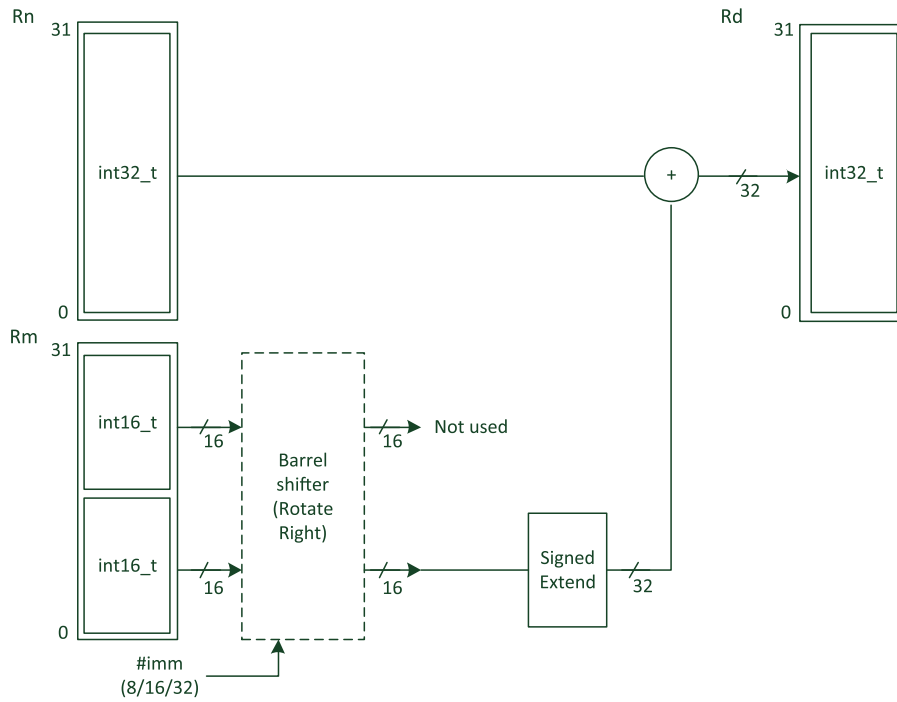 Rn
31
int32_t
0
Rd
31
+
32
int32_t
0
Rm
31
int16_t
16
int16_t
16
0
Barrel
shifter
(Rotate
Right)
16
Not used
16
Signed
Extend
32
#imm
(8/16/32)